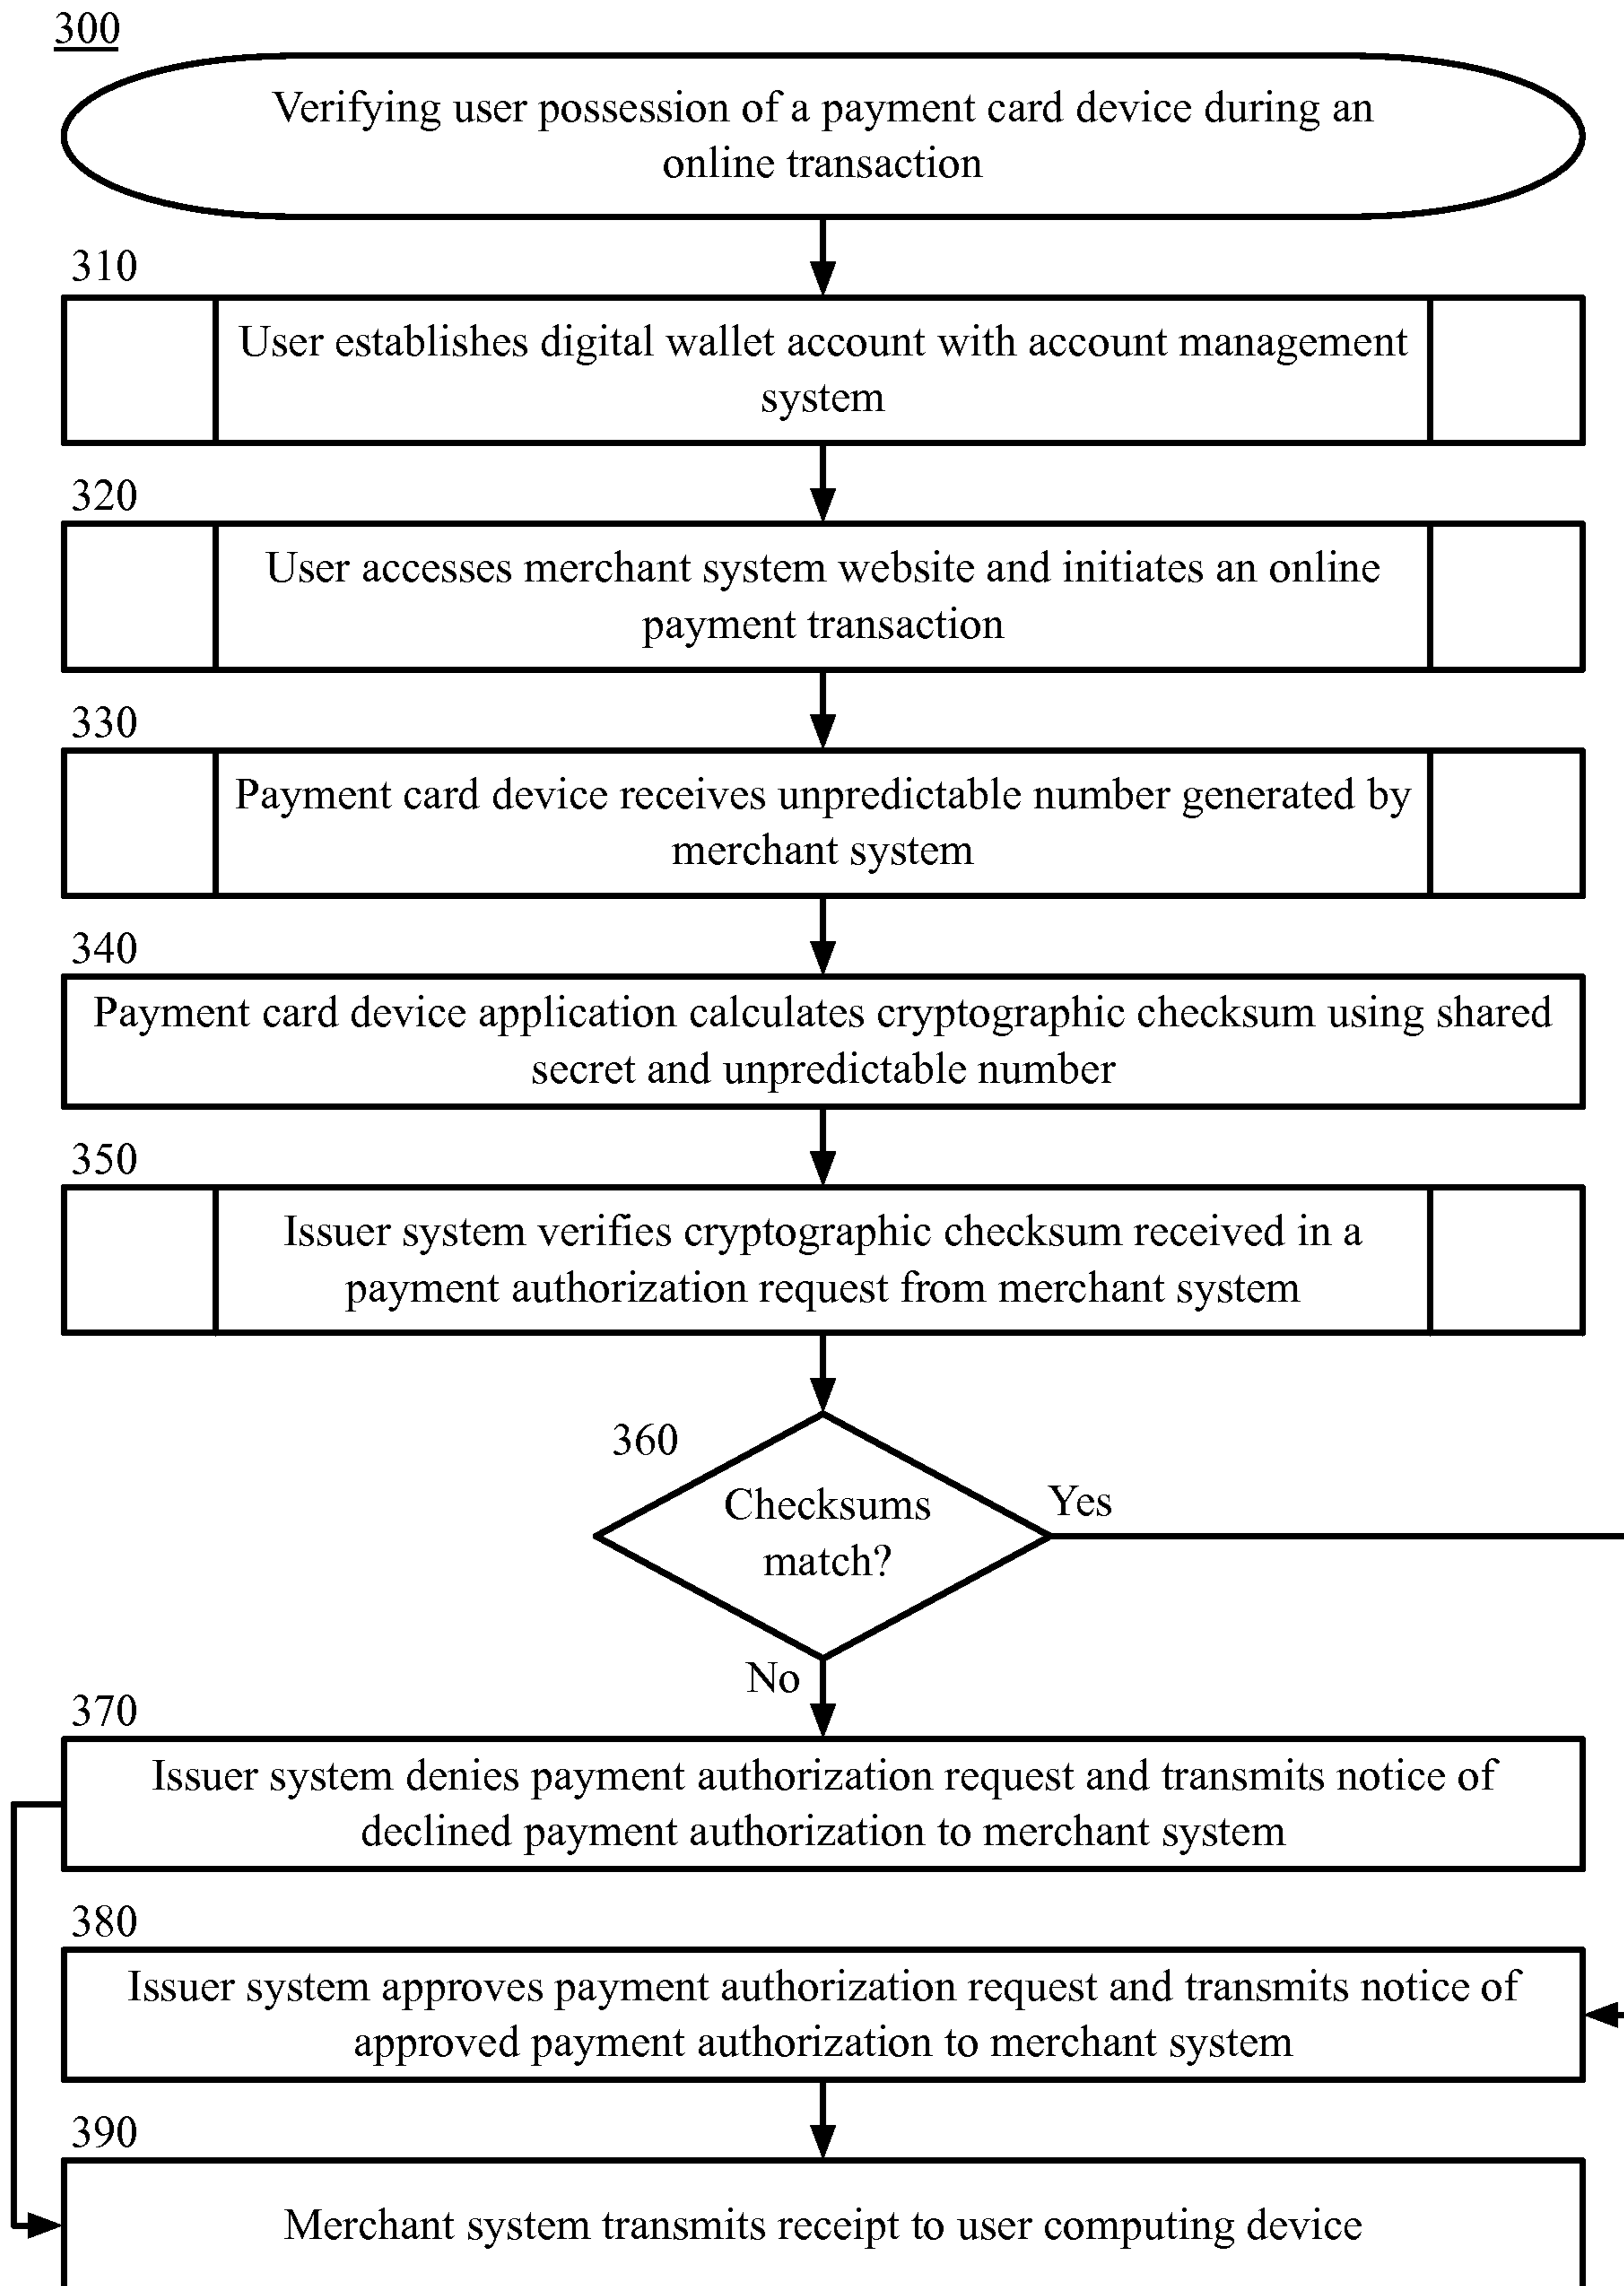 300
Verifying user possession of a payment card device during an
online transaction
310
User establishes digital wallet account with account management
system
320
User accesses merchant system website and initiates an online
payment transaction
330
Payment card device receives unpredictable number generated by
merchant system
340
Payment card device application calculates cryptographic checksum using shared
secret and unpredictable number
350
Issuer system verifies cryptographic checksum received in a
payment authorization request from merchant system
360
Checksums
match?
Yes
No
370
Issuer system denies payment authorization request and transmits notice of
declined payment authorization to merchant system
380
Issuer system approves payment authorization request and transmits notice of
approved payment authorization to merchant system
390
Merchant system transmits receipt to user computing device